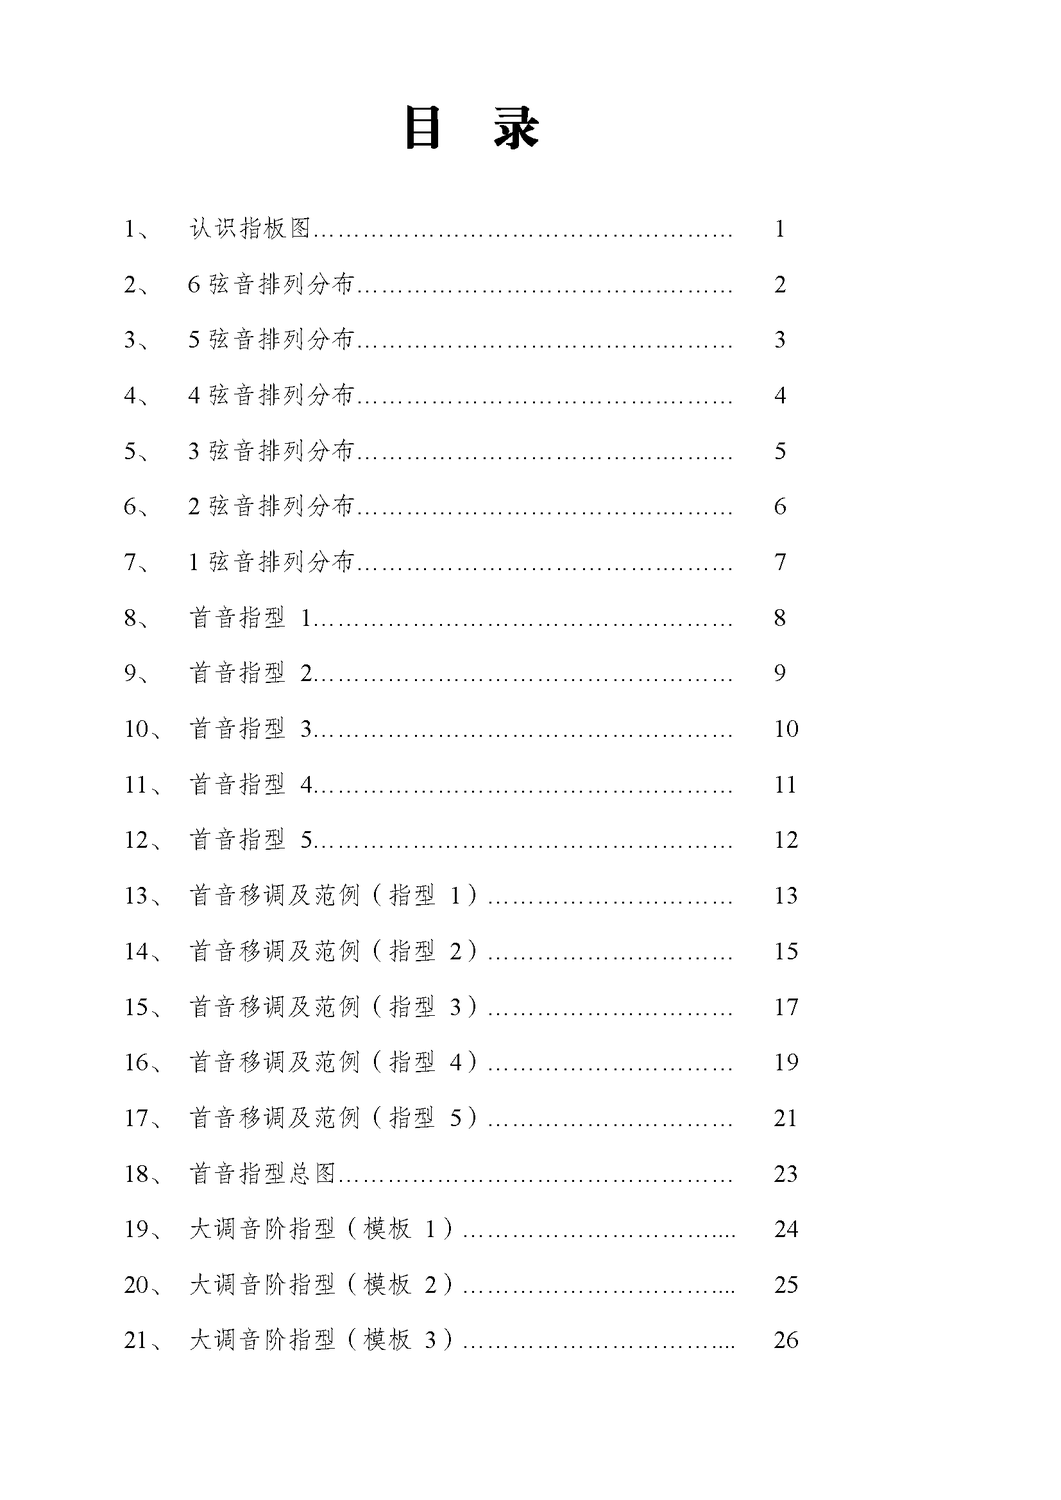 目 录
1、 认识指板图…………………………………………… 1
2、 6 弦音排列分布……………………………….……… 2
3、 5 弦音排列分布……………………………….……… 3
4、 4 弦音排列分布……………………………….……… 4
5、 3 弦音排列分布……………………………….……… 5
6、 2 弦音排列分布……………………………….……… 6
7、 1 弦音排列分布……………………………….……… 7
8、 首音指型 1…………………………………………… 8
9、 首音指型 2…………………………………………… 9
10、 首音指型 3…………………………………………… 10
11、 首音指型 4…………………………………………… 11
12、 首音指型 5…………………………………………… 12
13、 首音移调及范例（指型 1）………………………… 13
14、 首音移调及范例（指型 2）………………………… 15
15、 首音移调及范例（指型 3）………………………… 17
16、 首音移调及范例（指型 4）………………………… 19
17、 首音移调及范例（指型 5）………………………… 21
18、 首音指型总图………………………………………… 23
19、 大调音阶指型（模板 1）………………………….... 24
20、 大调音阶指型（模板 2）………………………….... 25
21、 大调音阶指型（模板 3）………………………….... 26